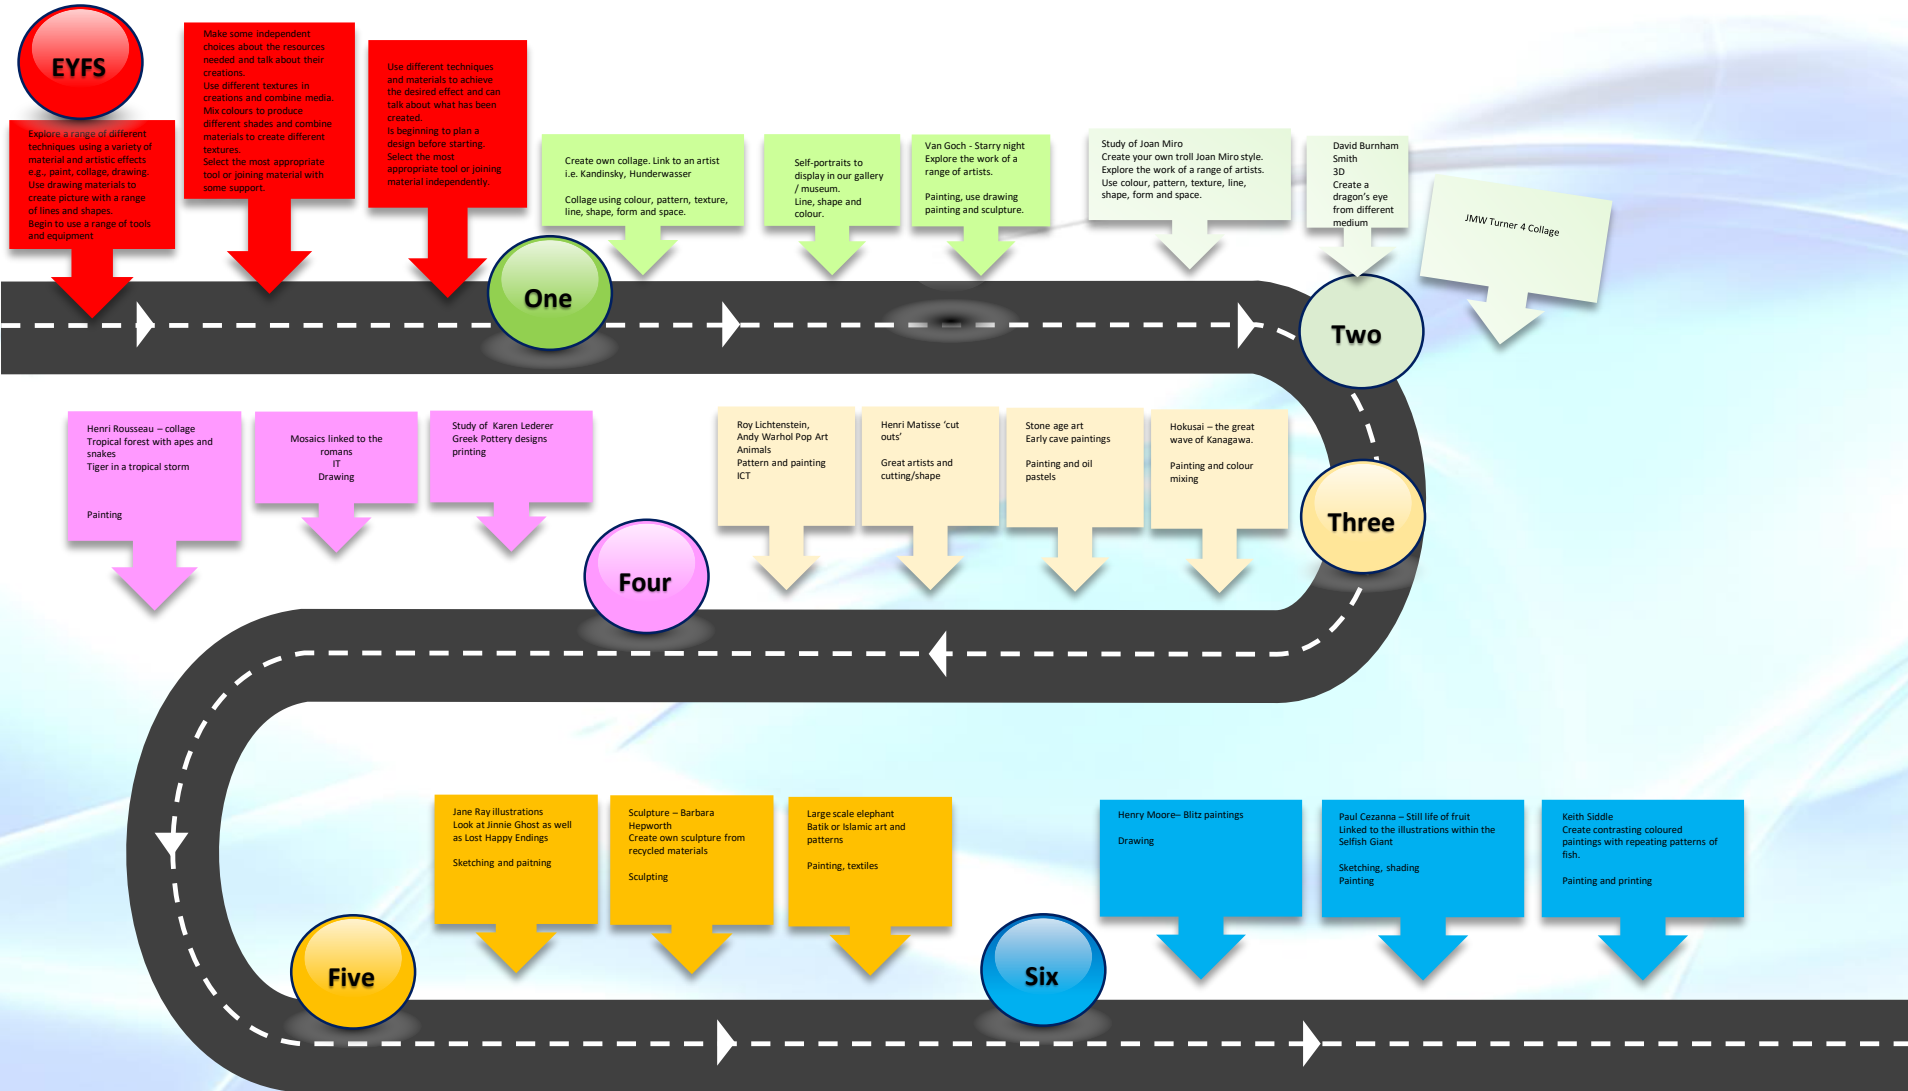 EYFS
Explore a range of different
techniques using a variety of
material and artistic effects
e.g., paint, collage, drawing.
Use drawing materials to
create picture with a range
of lines and shapes.
Begin to use a range of tools
and equipment
Make some independent
choices about the resources
needed and talk about their
creations.
Use different textures in
creations and combine media.
Mix colours to produce
different shades and combine
materials to create different
textures.
Select the most appropriate
tool or joining material with
some support.
Use different techniques
and materials to achieve
the desired effect and can
talk about what has been
created.
Is beginning to plan a
design before starting.
Select the most
appropriate tool or joining
material independently.
One
Create own collage. Link to an artist
i.e. Kandinsky, Hunderwasser
Collage using colour, pattern, texture,
line, shape, form and space.
Self-portraits to
display in our gallery
/ museum.
Line, shape and
colour.
Van Goch - Starry night
Explore the work of a
range of artists.
Painting, use drawing
painting and sculpture.
Study of Joan Miro
Create your own troll Joan Miro style.
Explore the work of a range of artists.
Use colour, pattern, texture, line,
shape, form and space.
David Burnham
Smith
3D
Create a
dragon's eye
from different
medium
JMW Turner 4 Collage
Two
Three
Hokusai – the great
wave of Kanagawa.
Painting and colour
mixing
Stone age art
Early cave paintings
Painting and oil
pastels
Henri Matisse 'cut
outs'
Great artists and
cutting/shape
Roy Lichtenstein,
Andy Warhol Pop Art
Animals
Pattern and painting
ICT
Four
Study of  Karen Lederer
Greek Pottery designs
printing
Mosaics linked to the
romans
IT
Drawing
Henri Rousseau – collage
Tropical forest with apes and
snakes
Tiger in a tropical storm
Painting
Five
Jane Ray illustrations
Look at Jinnie Ghost as well
as Lost Happy Endings
Sketching and paitning
Sculpture – Barbara
Hepworth
Create own sculpture from
recycled materials
Sculpting
Large scale elephant
Batik or Islamic art and
patterns
Painting, textiles
Six
Henry Moore– Blitz paintings
Drawing
Paul Cezanna – Still life of fruit
Linked to the illustrations within the
Selfish Giant
Sketching, shading
Painting
Keith Siddle
Create contrasting coloured
paintings with repeating patterns of
fish.
Painting and printing